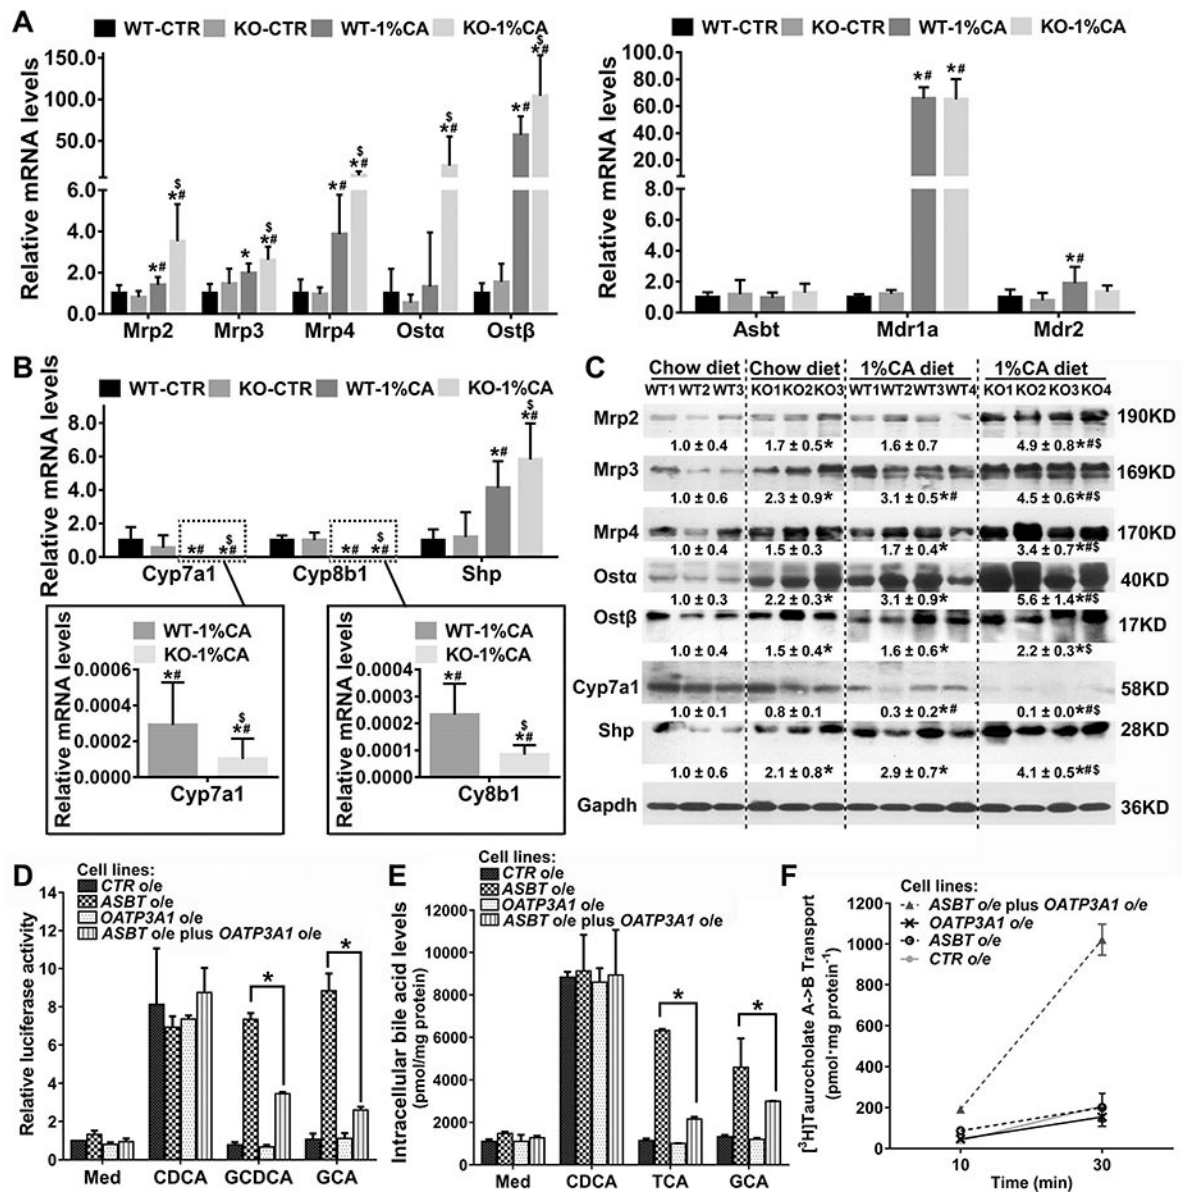 A
WT-CTR KO-CTR WT-1%CA KO-1%CA
Relative mRNA levels
150.0
100.0
50.0
6.0
4.0
2.0
0.0
*# $ *# * $ *# *# $ *# $ *# *# $ *#
Mrp2 Mrp3 Mrp4 Ostα Ostβ
WT-CTR KO-CTR WT-1%CA KO-1%CA
Relative mRNA levels
100.0
80.0
60.0
40.0
20.0
8.0
6.0
4.0
2.0
0.0
*# *# *#
Asbt Mdr1a Mdr2
B
WT-CTR KO-CTR WT-1%CA KO-1%CA
Relative mRNA levels
8.0
6.0
4.0
2.0
0.0
*# $ *# *# $ *# *# $ *#
Cyp7a1 Cyp8b1 Shp
WT-1%CA
KO-1%CA
Relative mRNA levels
0.0006
0.0004
0.0002
0.0000
*# $ *#
Cyp7a1
WT-1%CA
KO-1%CA
Relative mRNA levels
0.0004
0.0003
0.0002
0.0001
0.0000
*# $ *#
Cy8b1
C
Chow diet Chow diet 1%CA diet 1%CA diet
WT1 WT2 WT3 KO1 KO2 KO3 WT1 WT2 WT3 WT4 KO1 KO2 KO3 KO4
Mrp2 190KD
1.0 ± 0.4 1.7 ± 0.5* 1.6 ± 0.7 4.9 ± 0.8*#$
Mrp3 169KD
1.0 ± 0.6 2.3 ± 0.9* 3.1 ± 0.5*# 4.5 ± 0.6*#$
Mrp4 170KD
1.0 ± 0.4 1.5 ± 0.3 1.7 ± 0.4* 3.4 ± 0.7*#$
Ostα 40KD
1.0 ± 0.3 2.2 ± 0.3* 3.1 ± 0.9* 5.6 ± 1.4*#$
Ostβ 17KD
1.0 ± 0.4 1.5 ± 0.4* 1.6 ± 0.6* 2.2 ± 0.3*$
Cyp7a1 58KD
1.0 ± 0.1 0.8 ± 0.1 0.3 ± 0.2*# 0.1 ± 0.0*#$
Shp 28KD
1.0 ± 0.6 2.1 ± 0.8* 2.9 ± 0.7* 4.1 ± 0.5*#$
Gapdh 36KD
D
Cell lines:
CTR o/e
ASBT o/e
OATP3A1 o/e
ASBT o/e plus OATP3A1 o/e
Relative luciferase activity
14
12
10
8
6
4
2
0
* *
Med CDCA GCDCA GCA
E
Cell lines:
CTR o/e
ASBT o/e
OATP3A1 o/e
ASBT o/e plus OATP3A1 o/e
Intracellular bile acid levels
(pmol/mg protein)
12000
10000
8000
6000
4000
2000
0
* *
Med CDCA TCA GCA
F
Cell lines:
ASBT o/e plus OATP3A1 o/e
OATP3A1 o/e
ASBT o/e
CTR o/e
[³H]Taurocholate A->B Transport
(pmol·mg protein⁻¹)
1200
1000
800
600
400
200
0
10 30
Time (min)